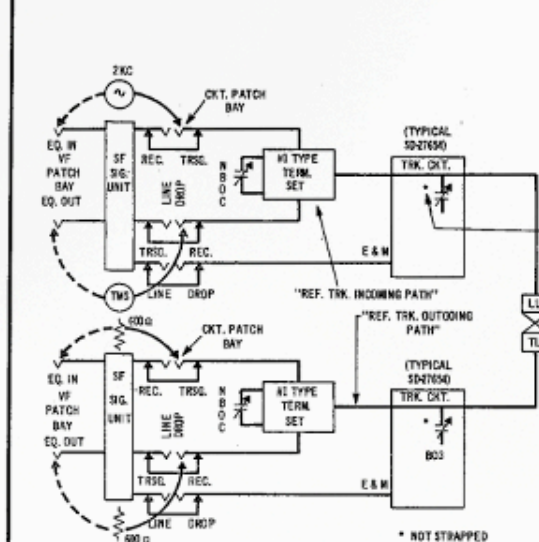 2KC
CKT. PATCH
BAY
EQ. IN
VF
PATCH
BAY
EQ. OUT
SF
SIG.
UNIT
REC.
TRSG.
LINE
DROP
N
B
O
C
TYPE
TERM.
SET
(TYPICAL
SD-27654)
TRK. CKT.
*
TRSG.
REC.
E & M
TMS
LINE
DROP
"REF. TRK. INCOMING PATH"
600Ω
CKT. PATCH
BAY
"REF. TRK. OUTGOING
PATH"
EQ. IN
VF
PATCH
BAY
EQ. OUT
SF
SIG.
UNIT
REC.
TRSG.
LINE
DROP
N
B
O
C
TYPE
TERM.
SET
(TYPICAL
SD-27654)
TRK. CKT.
*
BO3
TRSG.
REC.
E & M
LINE
DROP
600Ω
* NOT STRAPPED